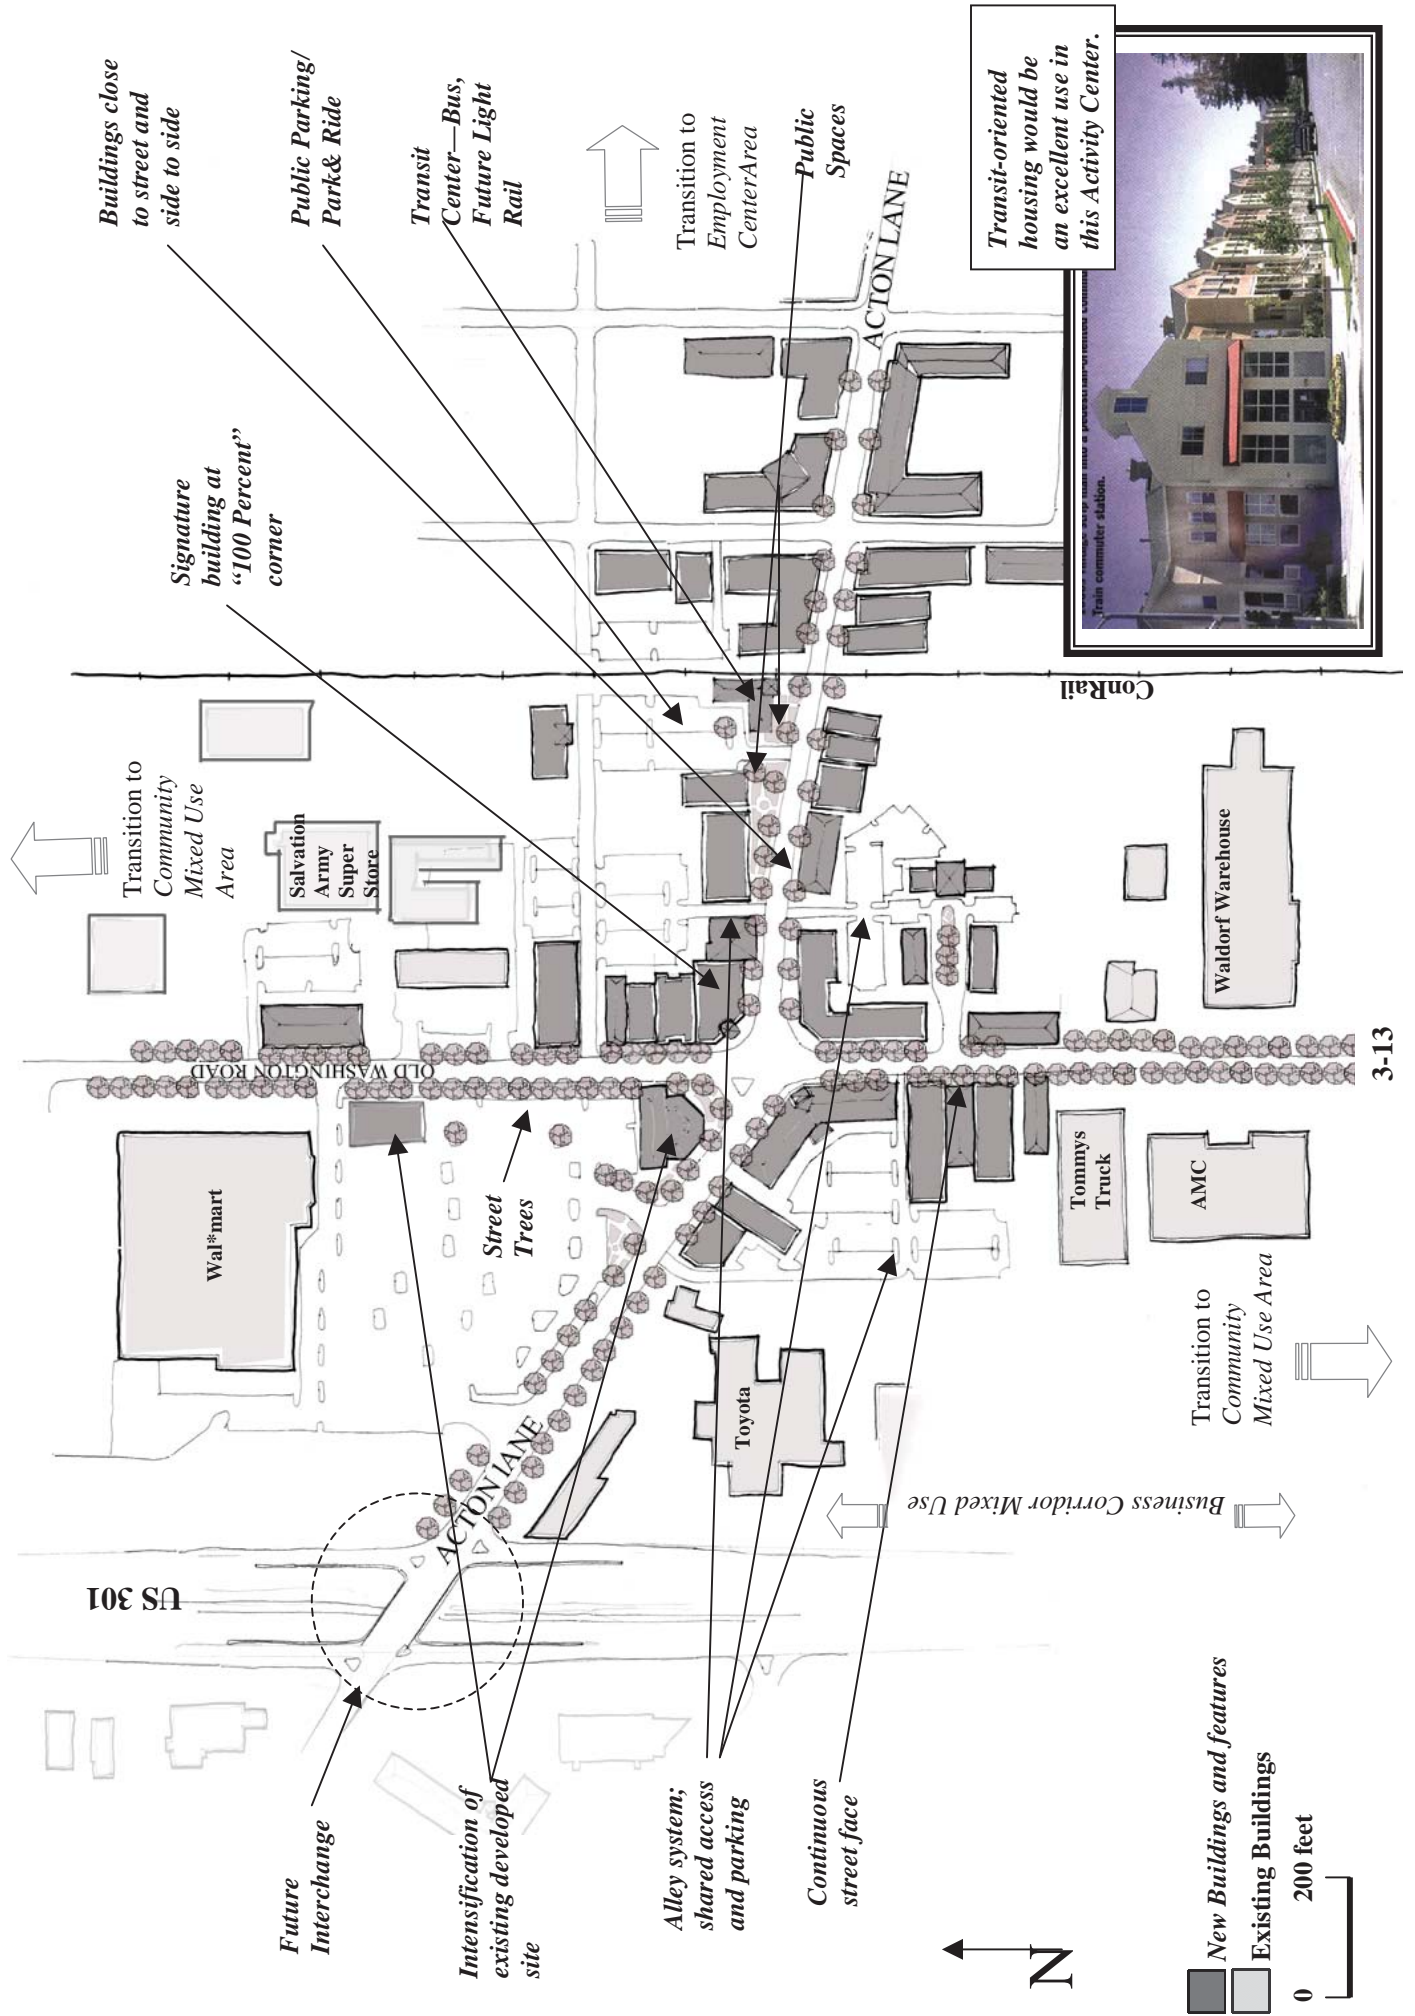 Buildings close
to street and
side to side
Public Parking/
Park& Ride
Transit
Center—Bus,
Future Light
Rail
Signature
building at
“100 Percent”
corner
Transition to
Employment
CenterArea
Public
Spaces
ACTON LANE
Transit-oriented
housing would be
an excellent use in
this Activity Center.
Train commuter station.
ConRail
Transition to
Community
Mixed Use
Area
Salvation
Army
Super
Store
OLD WASHINGTON ROAD
Wal*mart
Street
Trees
Waldorf Warehouse
Tommys
Truck
AMC
Toyota
Transition to
Community
Mixed Use Area
Business Corridor Mixed Use
ACTON LANE
US 301
Future
Interchange
Intensification of
existing developed
site
Alley system;
shared access
and parking
Continuous
street face
N
New Buildings and features
Existing Buildings
0 200 feet
3-13